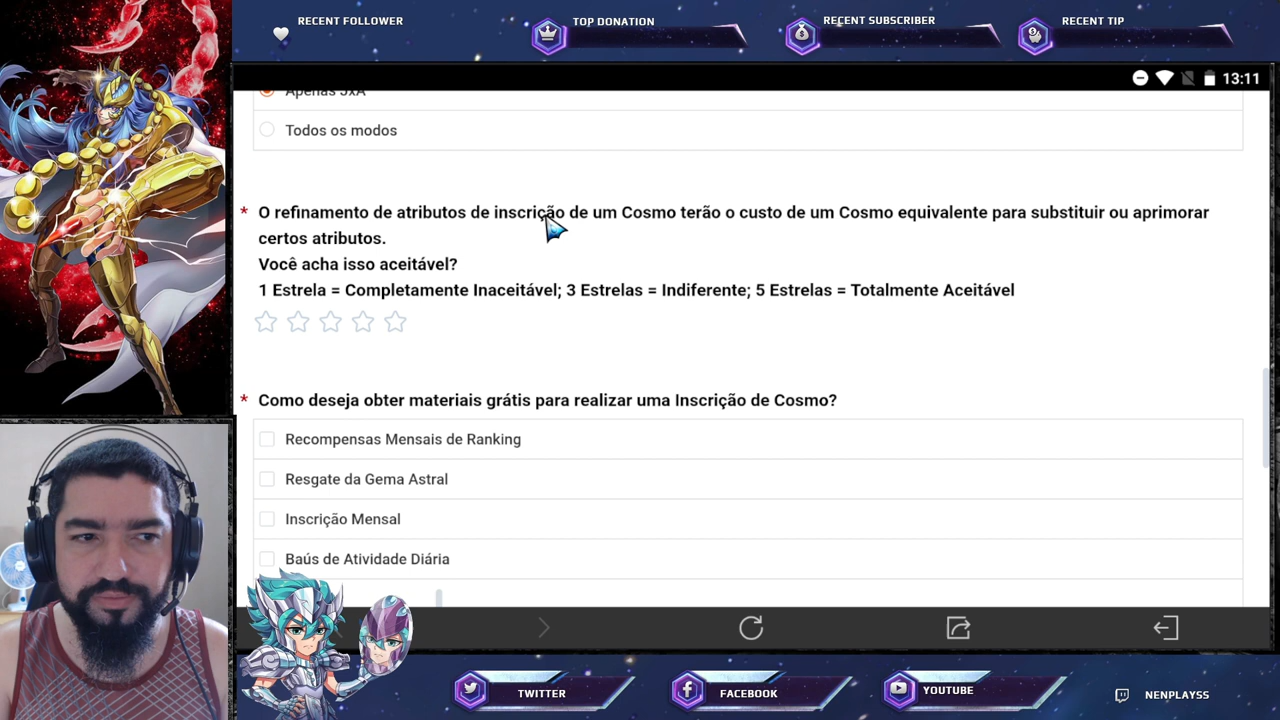 RECENT FOLLOWER
TOP DONATION
RECENT SUBSCRIBER
RECENT TIP
13:11
Apenas JxA
Todos os modos
* O refinamento de atributos de inscrição de um Cosmo terão o custo de um Cosmo equivalente para substituir ou aprimorar
certos atributos.
Você acha isso aceitável?
1 Estrela = Completamente Inaceitável; 3 Estrelas = Indiferente; 5 Estrelas = Totalmente Aceitável
* Como deseja obter materiais grátis para realizar uma Inscrição de Cosmo?
Recompensas Mensais de Ranking
Resgate da Gema Astral
Inscrição Mensal
Baús de Atividade Diária
TWITTER
FACEBOOK
YOUTUBE
NENPLAYSS